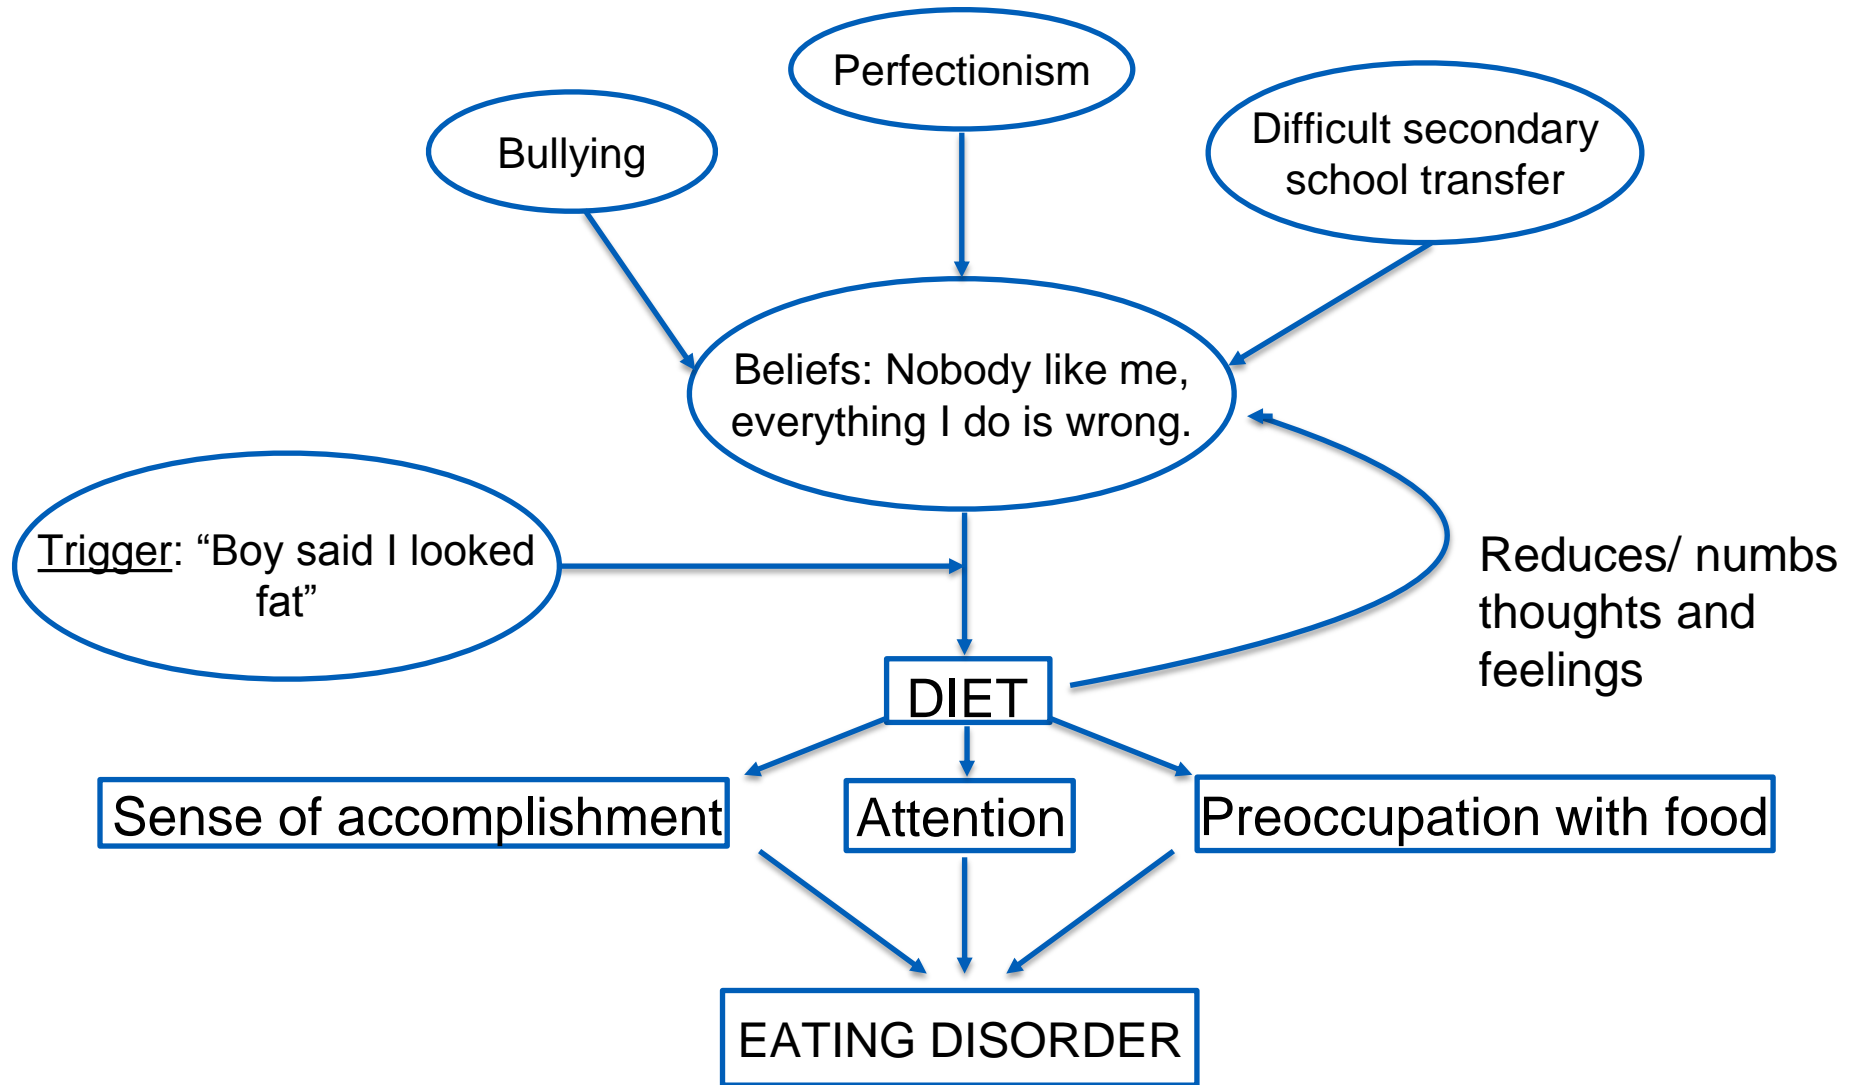 Perfectionism
Bullying
Difficult secondary
school transfer
Beliefs: Nobody like me,
everything I do is wrong.
Trigger: “Boy said I looked
fat”
Reduces/ numbs
thoughts and
feelings
DIET
Sense of accomplishment
Attention
Preoccupation with food
EATING DISORDER